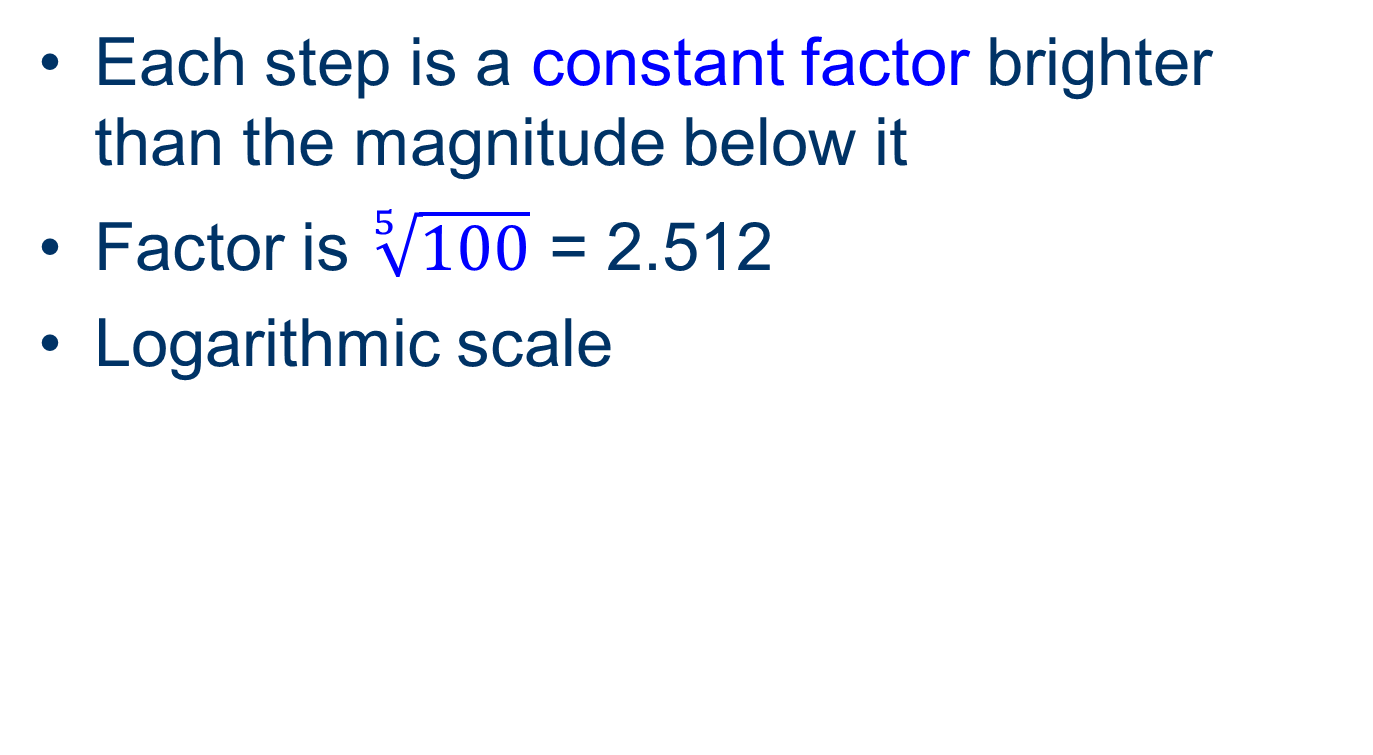 • Each step is a constant factor brighter
than the magnitude below it
• Factor is ⁵√100 = 2.512
• Logarithmic scale